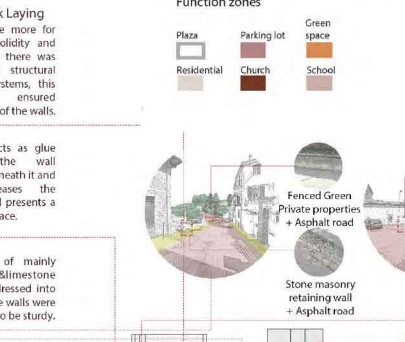 k Laying
e more for
olidity and
there was
structural
stems, this
ensured
of the walls.
cts as glue
the wall
neath it and
eases the
l presents a
ace.
of mainly
&limestone
dressed into
e walls were
o be sturdy.
Function zones
Plaza
Parking lot
Green
space
Residential
Church
School
Fenced Green
Private properties
+ Asphalt road
Stone masonry
retaining wall
+ Asphalt road